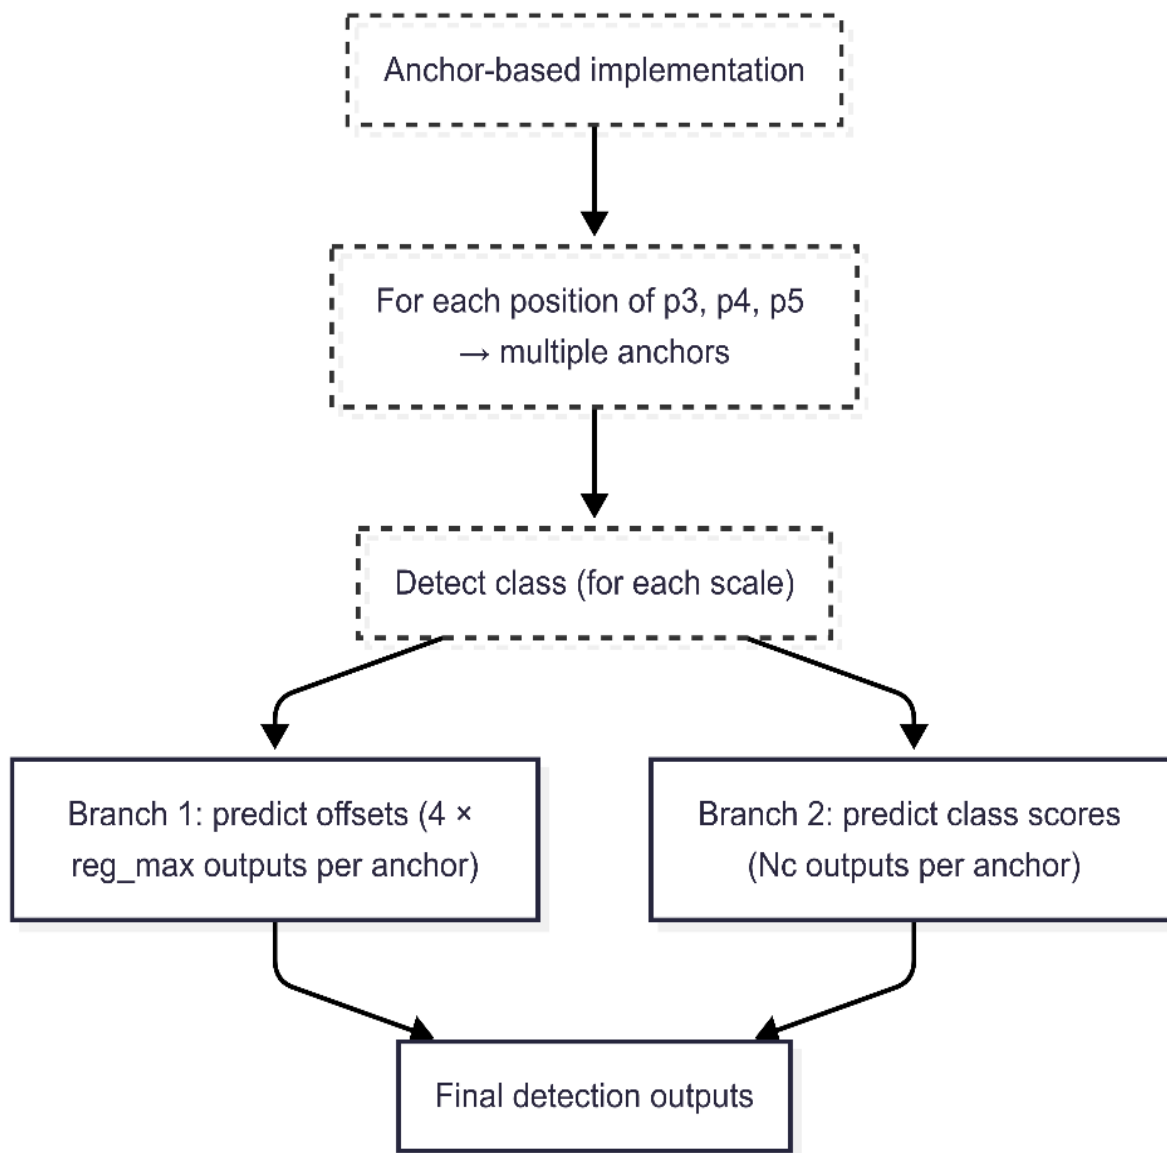 Anchor-based implementation
For each position of p3, p4, p5
→ multiple anchors
Detect class (for each scale)
Branch 1: predict offsets (4 ×
reg_max outputs per anchor)
Branch 2: predict class scores
(Nc outputs per anchor)
Final detection outputs